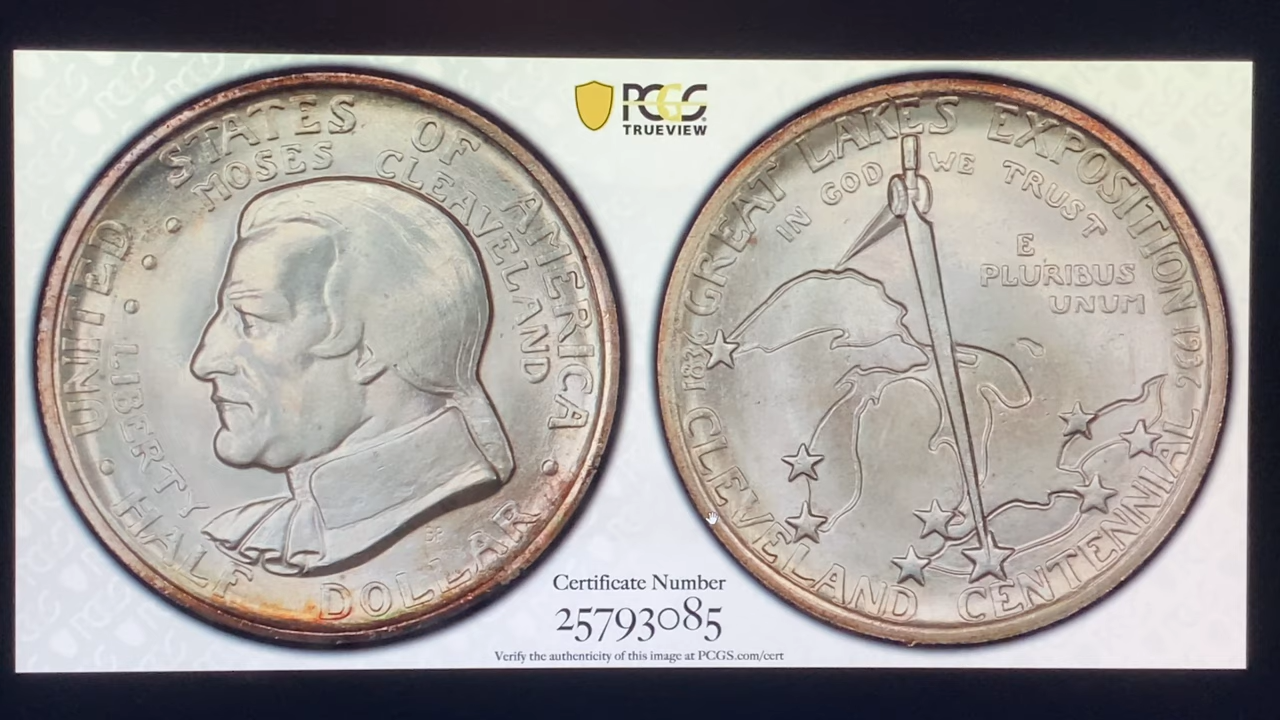 UNITED STATES OF AMERICA
MOSES CLEAVELAND
LIBERTY
HALF DOLLAR
PCGS
TRUEVIEW
GREAT LAKES EXPOSITION
IN GOD WE TRUST
E
PLURIBUS
UNUM
1836 1936
CLEVELAND CENTENNIAL
Certificate Number
25793085
Verify the authenticity of this image at PCGS.com/cert